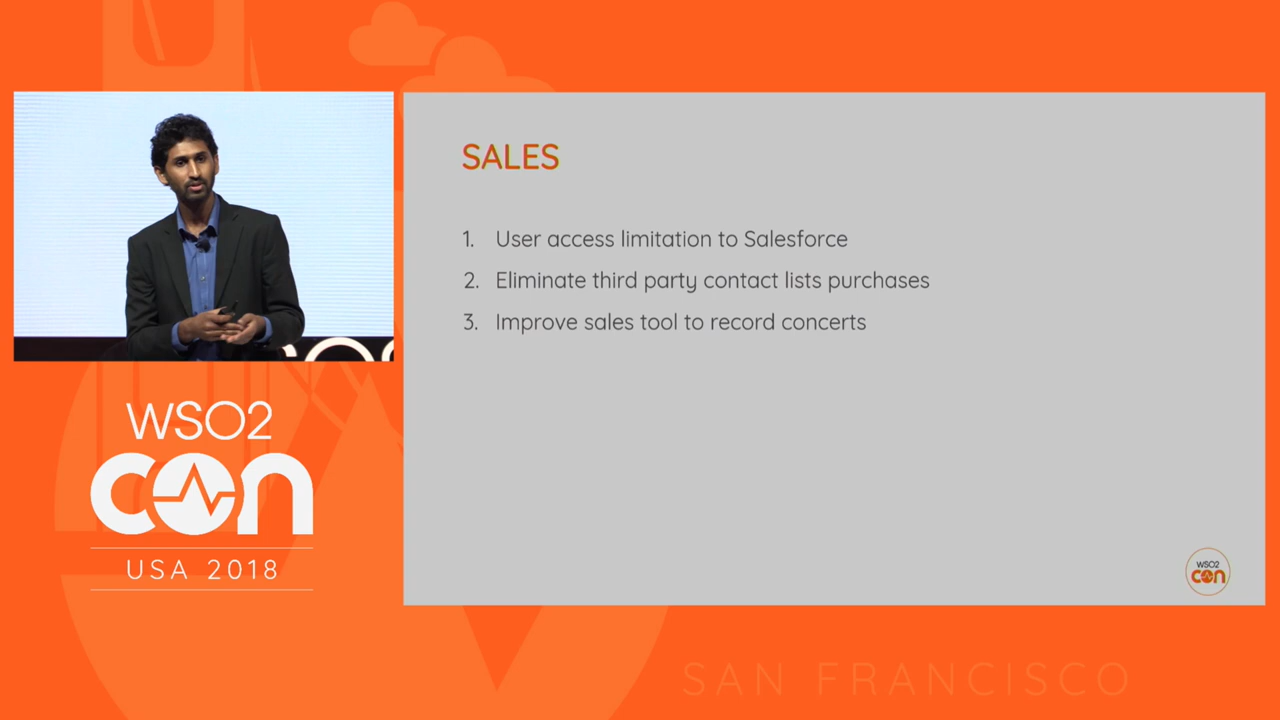 SALES
1. User access limitation to Salesforce
2. Eliminate third party contact lists purchases
3. Improve sales tool to record concerts
WSO2
con
USA 2018
WSO2
con
SAN FRANCISCO